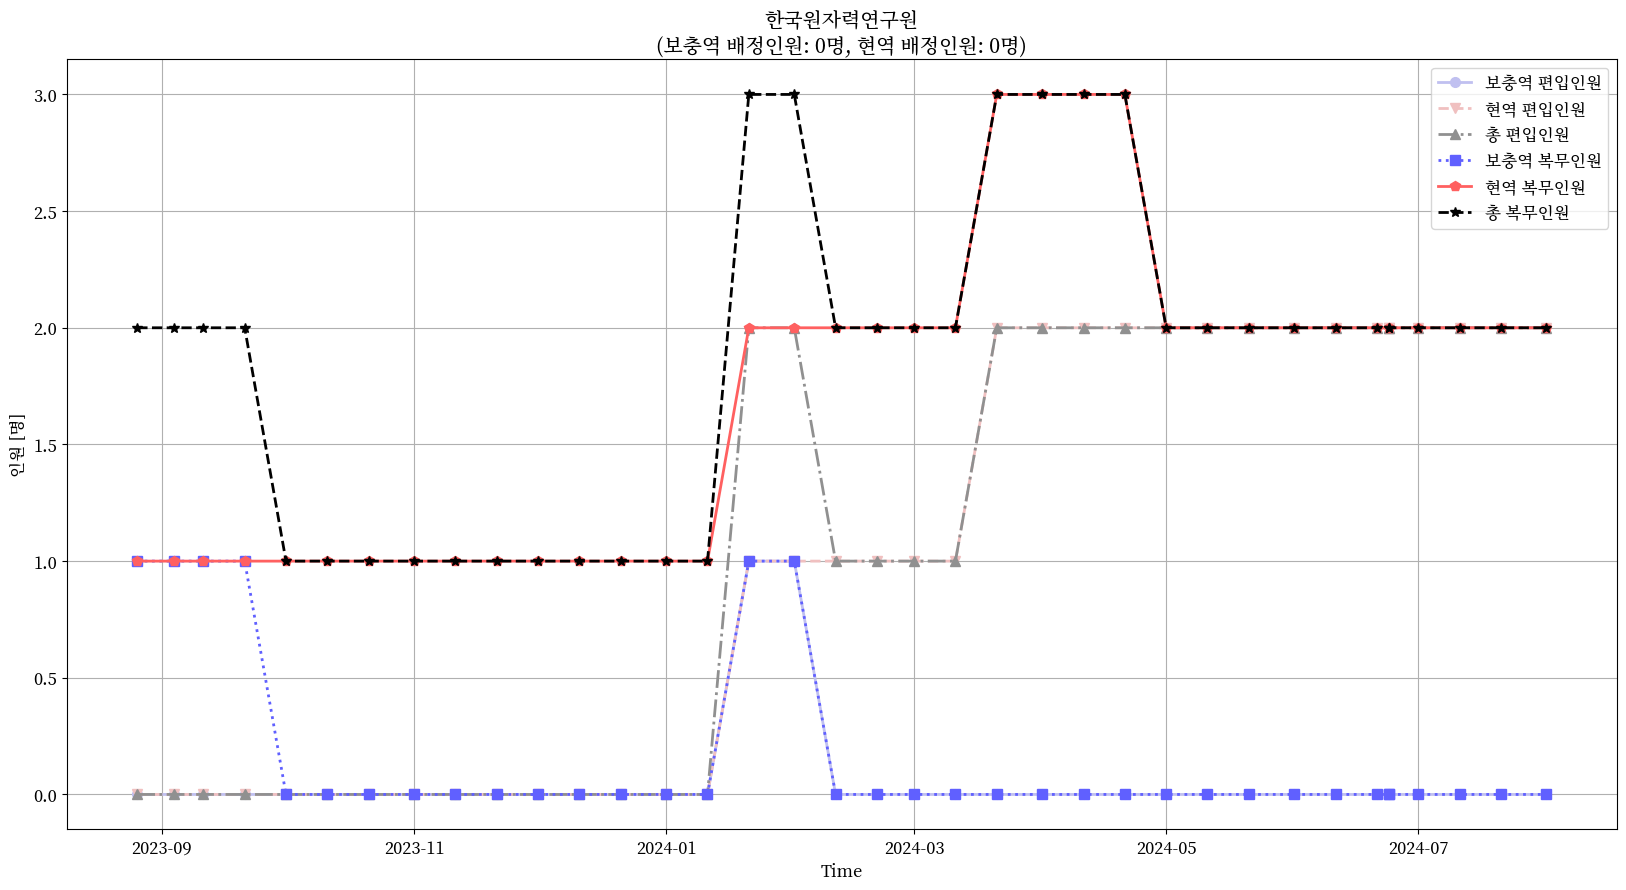 한국원자력연구원
(보충역 배정인원: 0명, 현역 배정인원: 0명)
보충역 편입인원
현역 편입인원
총 편입인원
보충역 복무인원
현역 복무인원
총 복무인원
인원 [명]
3.0
2.5
2.0
1.5
1.0
0.5
0.0
2023-09
2023-11
2024-01
2024-03
2024-05
2024-07
Time